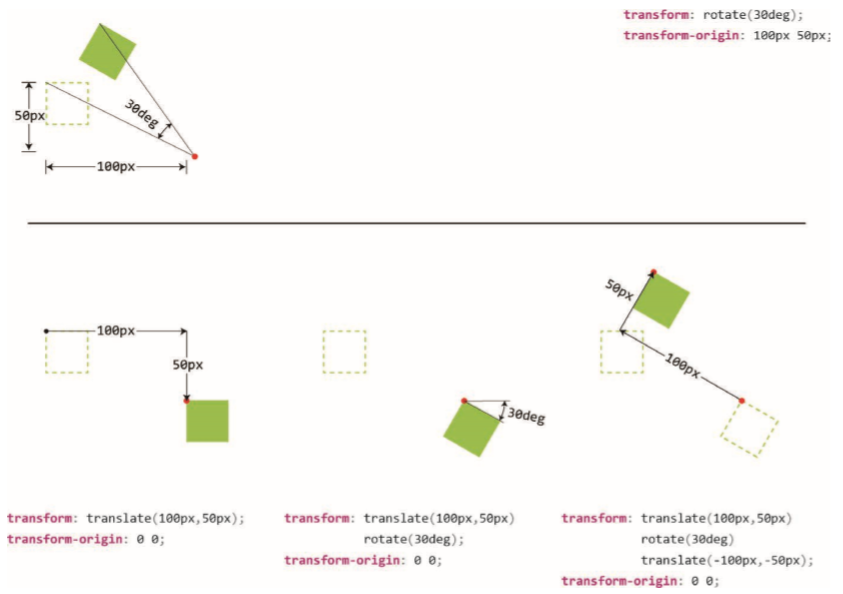 transform: rotate(30deg);
transform-origin: 100px 50px;
50px
30deg
100px
100px
50px
30deg
50px
100px
transform: translate(100px,50px);
transform-origin: 0 0;
transform: translate(100px,50px)
rotate(30deg);
transform-origin: 0 0;
transform: translate(100px,50px)
rotate(30deg)
translate(-100px,-50px);
transform-origin: 0 0;